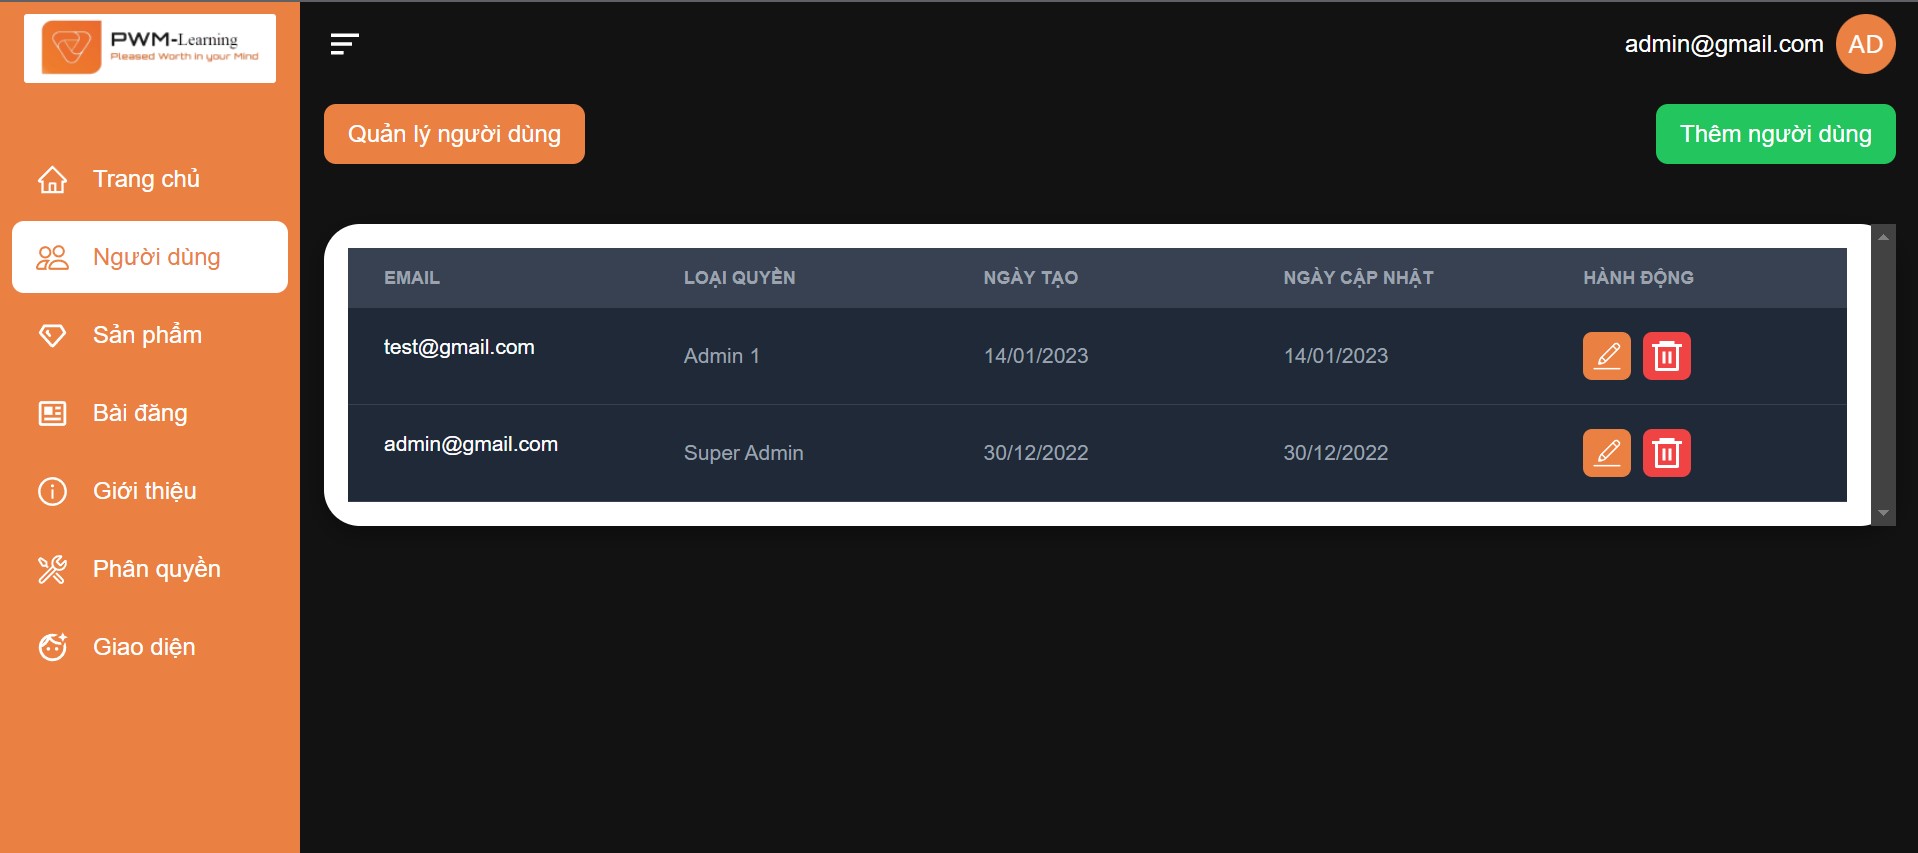 PWM-Learning
Pleased Worth in your Mind
admin@gmail.com
AD
Quản lý người dùng
Thêm người dùng
Trang chủ
Người dùng
Sản phẩm
Bài đăng
Giới thiệu
Phân quyền
Giao diện
EMAIL LOẠI QUYỀN NGÀY TẠO NGÀY CẬP NHẬT HÀNH ĐỘNG
test@gmail.com Admin 1 14/01/2023 14/01/2023
admin@gmail.com Super Admin 30/12/2022 30/12/2022